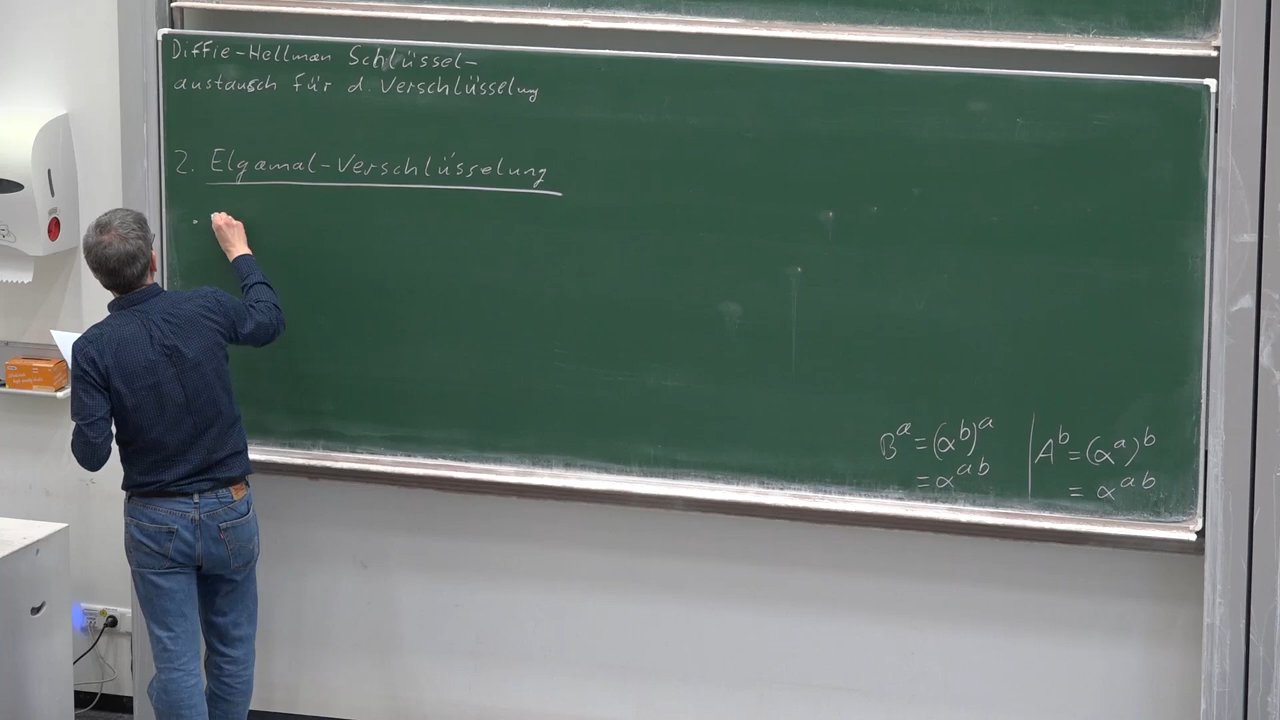 Diffie-Hellman Schlüssel-
austausch für d. Verschlüsselung
2. Elgamal-Verschlüsselung
•
B^a = (α^b)^a | A^b = (α^a)^b
= α^ab | = α^ab